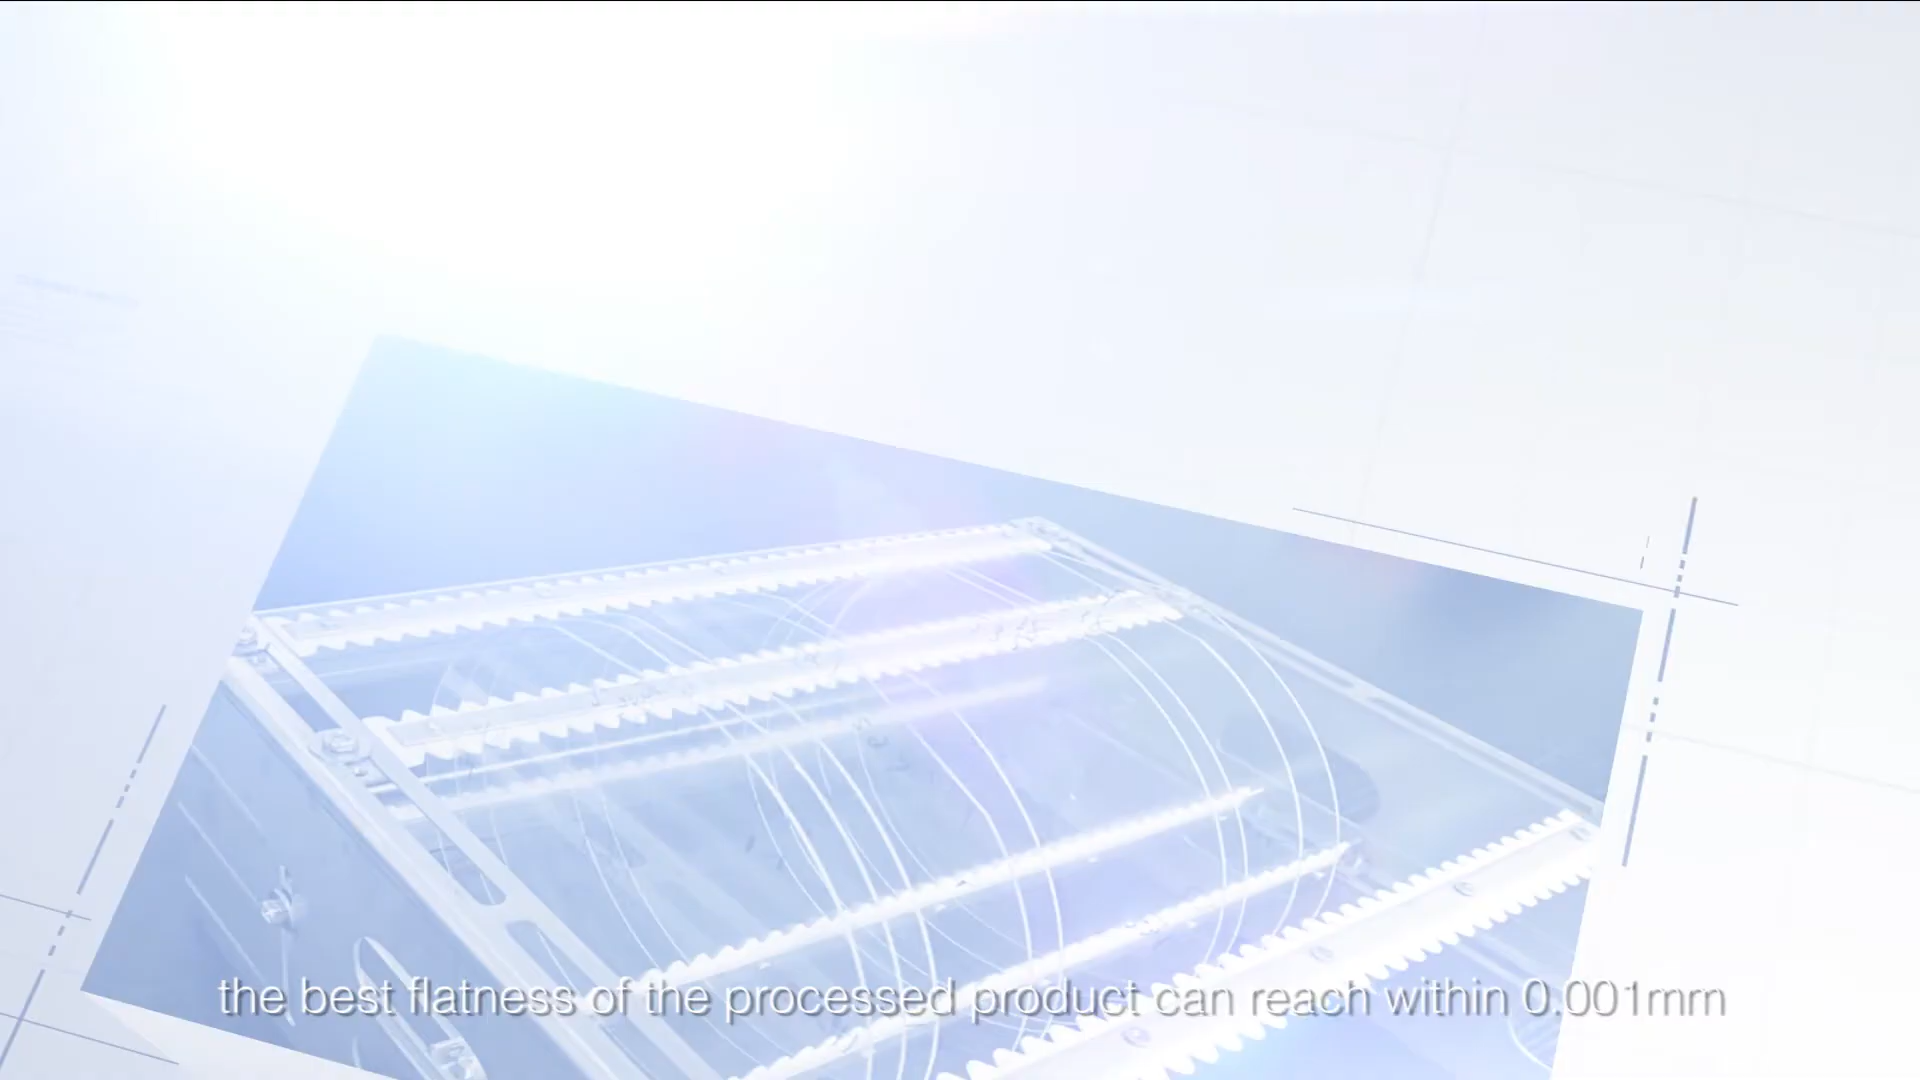 the best flatness of the processed product can reach within 0.001mm